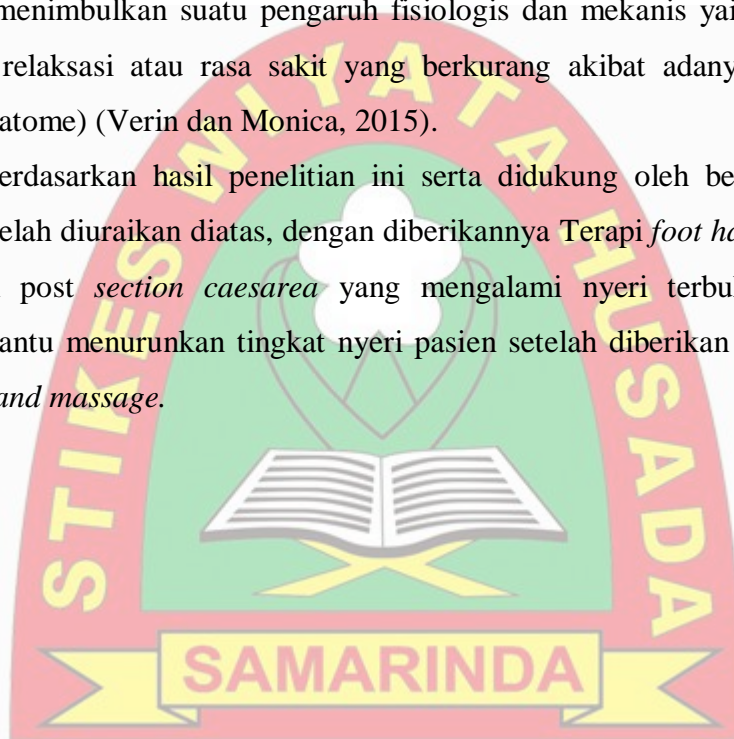 menimbulkan suatu pengaruh fisiologis dan mekanis yai
relaksasi atau rasa sakit yang berkurang akibat adany
atome) (Verin dan Monica, 2015).
erdasarkan hasil penelitian ini serta didukung oleh be
elah diuraikan diatas, dengan diberikannya Terapi foot ha
post section caesarea yang mengalami nyeri terbul
antu menurunkan tingkat nyeri pasien setelah diberikan
and massage.
STIKES WIYATA HUSADA
SAMARINDA